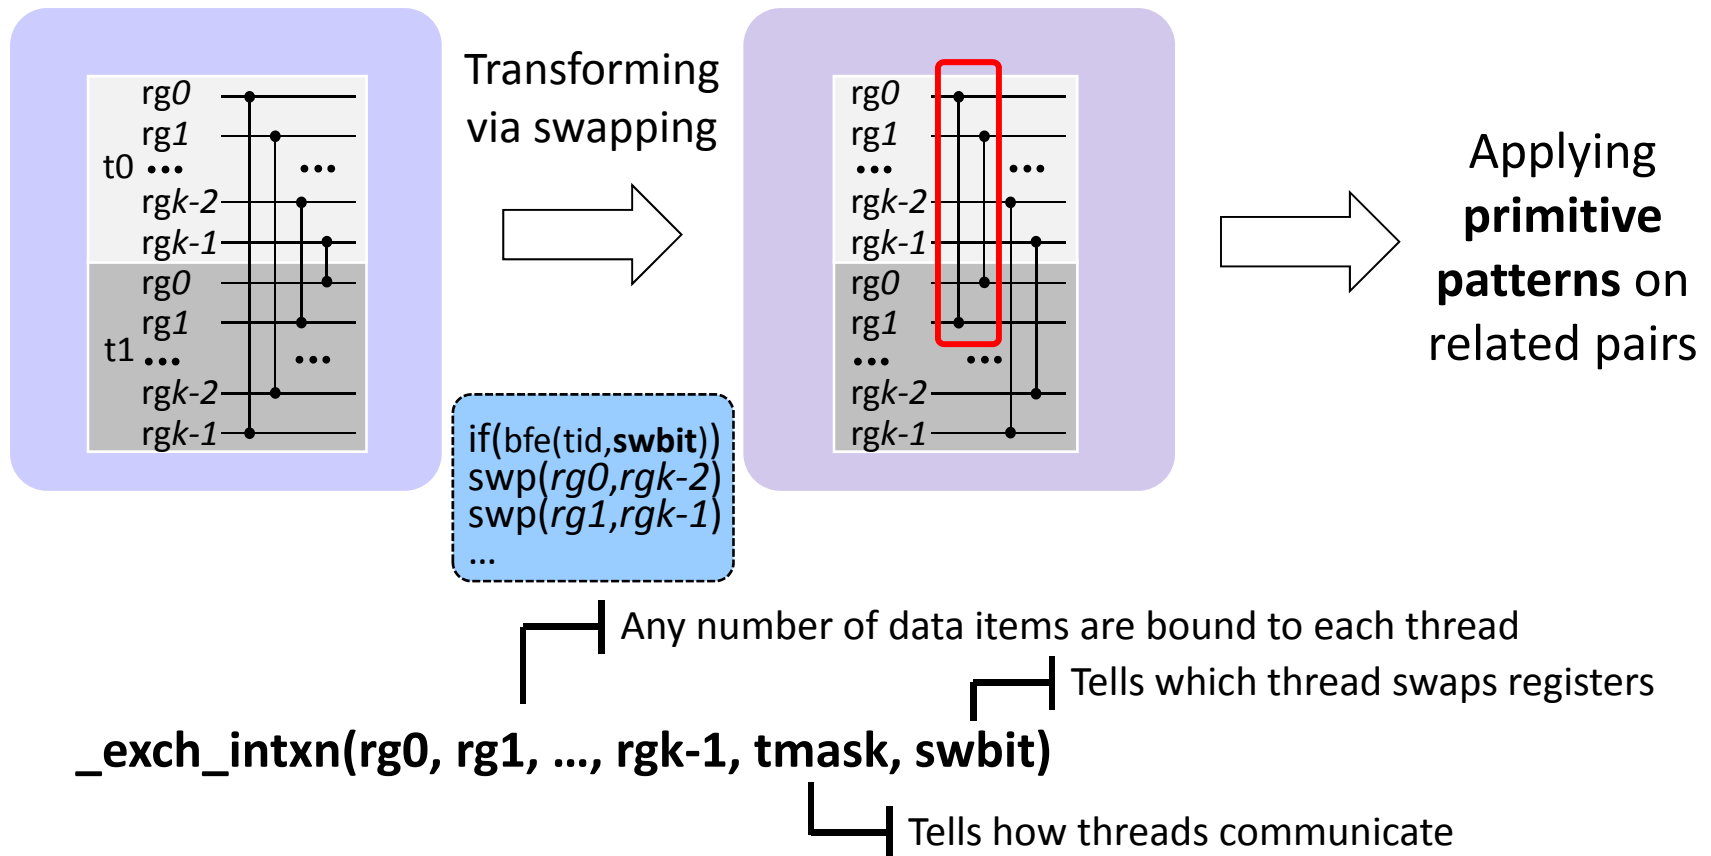 rg0
rg1
t0 ...
...
rgk-2
rgk-1
rg0
rg1
t1 ...
...
rgk-2
rgk-1
Transforming
via swapping
if(bfe(tid,swbit))
swp(rg0,rgk-2)
swp(rg1,rgk-1)
...
rg0
rg1
...
...
rgk-2
rgk-1
rg0
rg1
...
...
rgk-2
rgk-1
Applying
primitive
patterns on
related pairs
Any number of data items are bound to each thread
Tells which thread swaps registers
_exch_intxn(rg0, rg1, ..., rgk-1, tmask, swbit)
Tells how threads communicate